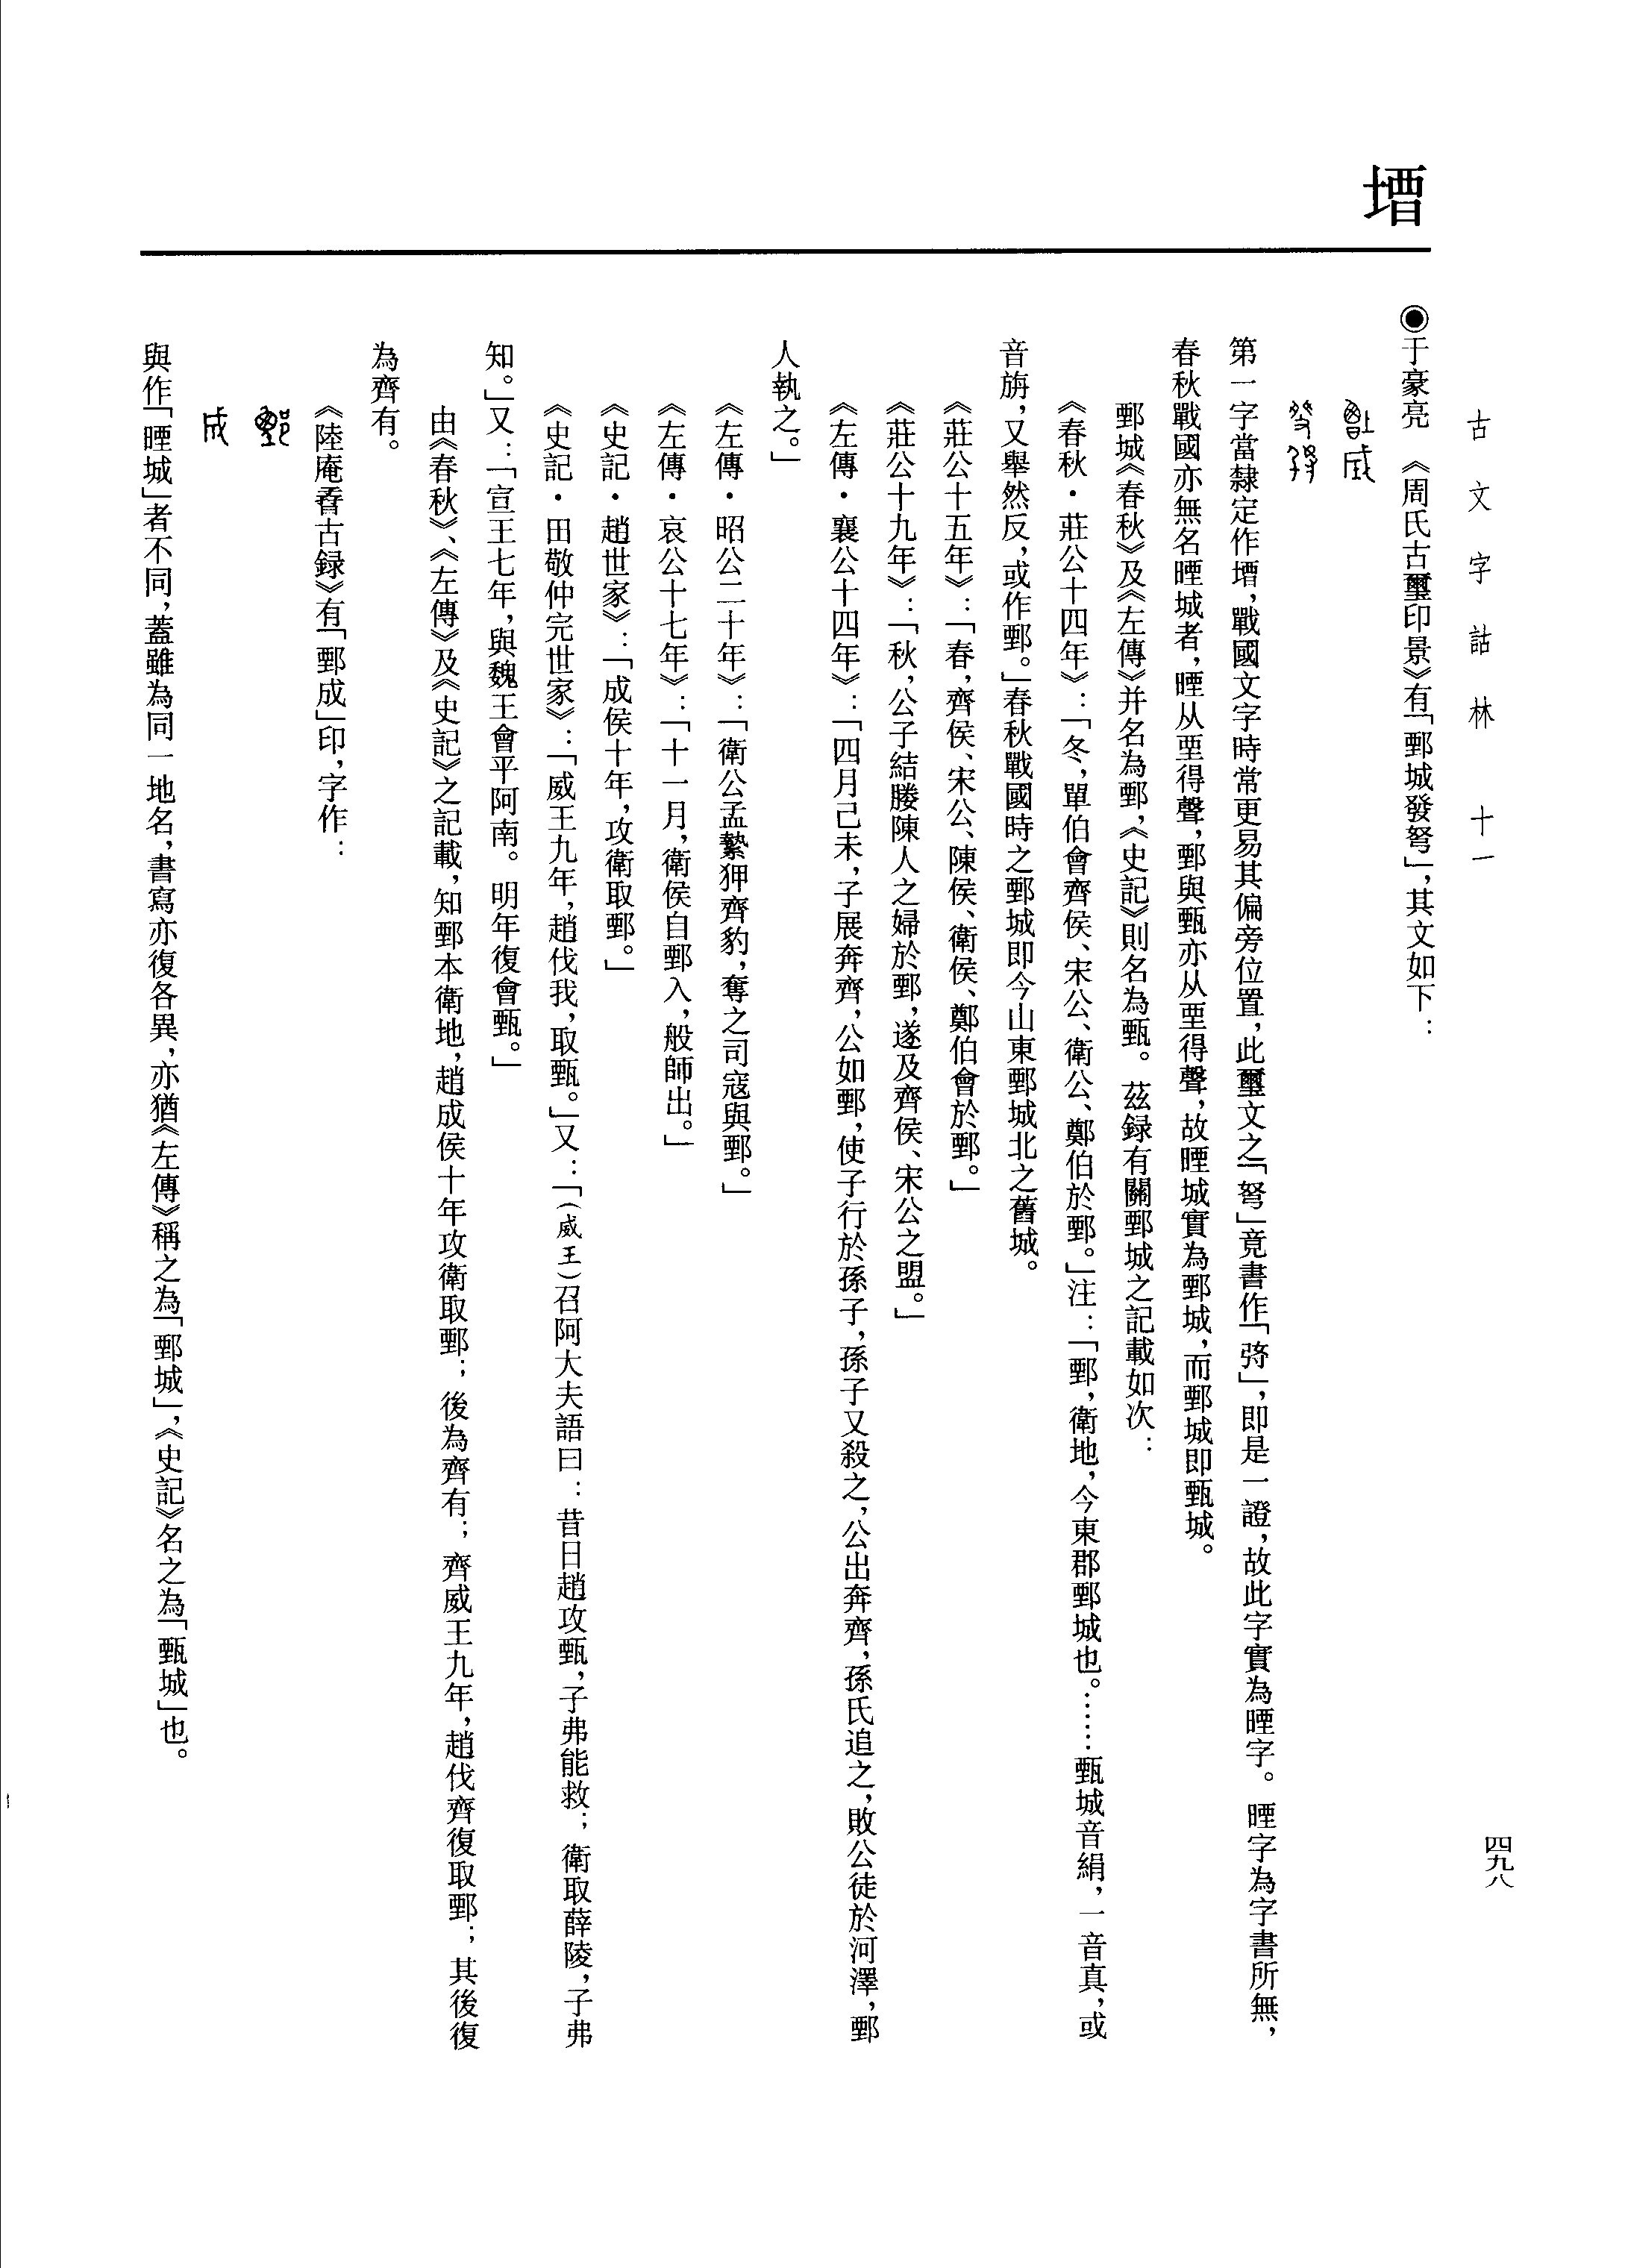 古文字詁林 十一
四九八
◉于豪亮 《周氏古璽印景》有「鄄城發弩」,其文如下:
第一字當隸定作㙷,戰國文字時常更易其偏旁位置,此璽文之「弩」竟書作「」,即是一證,故此字實為字。字為字書所無,
春秋戰國亦無名城者,从垔得聲,鄄與甄亦从垔得聲,故城實為鄄城,而鄄城即甄城。
鄄城《春秋》及《左傳》并名為鄄,《史記》則名為甄。茲録有關鄄城之記載如次:
《春秋·莊公十四年》:「冬,單伯會齊侯、宋公、衛公、鄭伯於鄄。」注:「鄄,衛地,今東郡鄄城也。……甄城音絹,一音真,或
音旃,又舉然反,或作鄄。」春秋戰國時之鄄城即今山東鄄城北之舊城。
《莊公十五年》:「春,齊侯、宋公、陳侯、衛侯、鄭伯會於鄄。」
《莊公十九年》:「秋,公子結媵陳人之婦於鄄,遂及齊侯、宋公之盟。」
《左傳·襄公十四年》:「四月己未,子展奔齊,公如鄄,使子行於孫子,孫子又殺之,公出奔齊,孫氏追之,敗公徒於河澤,鄄
人執之。」
《左傳·昭公二十年》:「衛公孟縶狎齊豹,奪之司寇與鄄。」
《左傳·哀公十七年》:「十一月,衛侯自鄄入,般師出。」
《史記·趙世家》:「成侯十年,攻衛取鄄。」
《史記·田敬仲完世家》:「威王九年,趙伐我,取甄。」又:「(威王)召阿大夫語曰:昔日趙攻甄,子弗能救;衛取薛陵,子弗
知。」又:「宣王七年,與魏王會平阿南。明年復會甄。」
由《春秋》、《左傳》及《史記》之記載,知鄄本衛地,趙成侯十年攻衛取鄄;後為齊有;齊威王九年,趙伐齊復取鄄;其後復
為齊有。
《陸庵香古録》有「鄄成」印,字作:
與作「城」者不同,蓋雖為同一地名,書寫亦復各異,亦猶《左傳》稱之為「鄄城」,《史記》名之為「甄城」也。